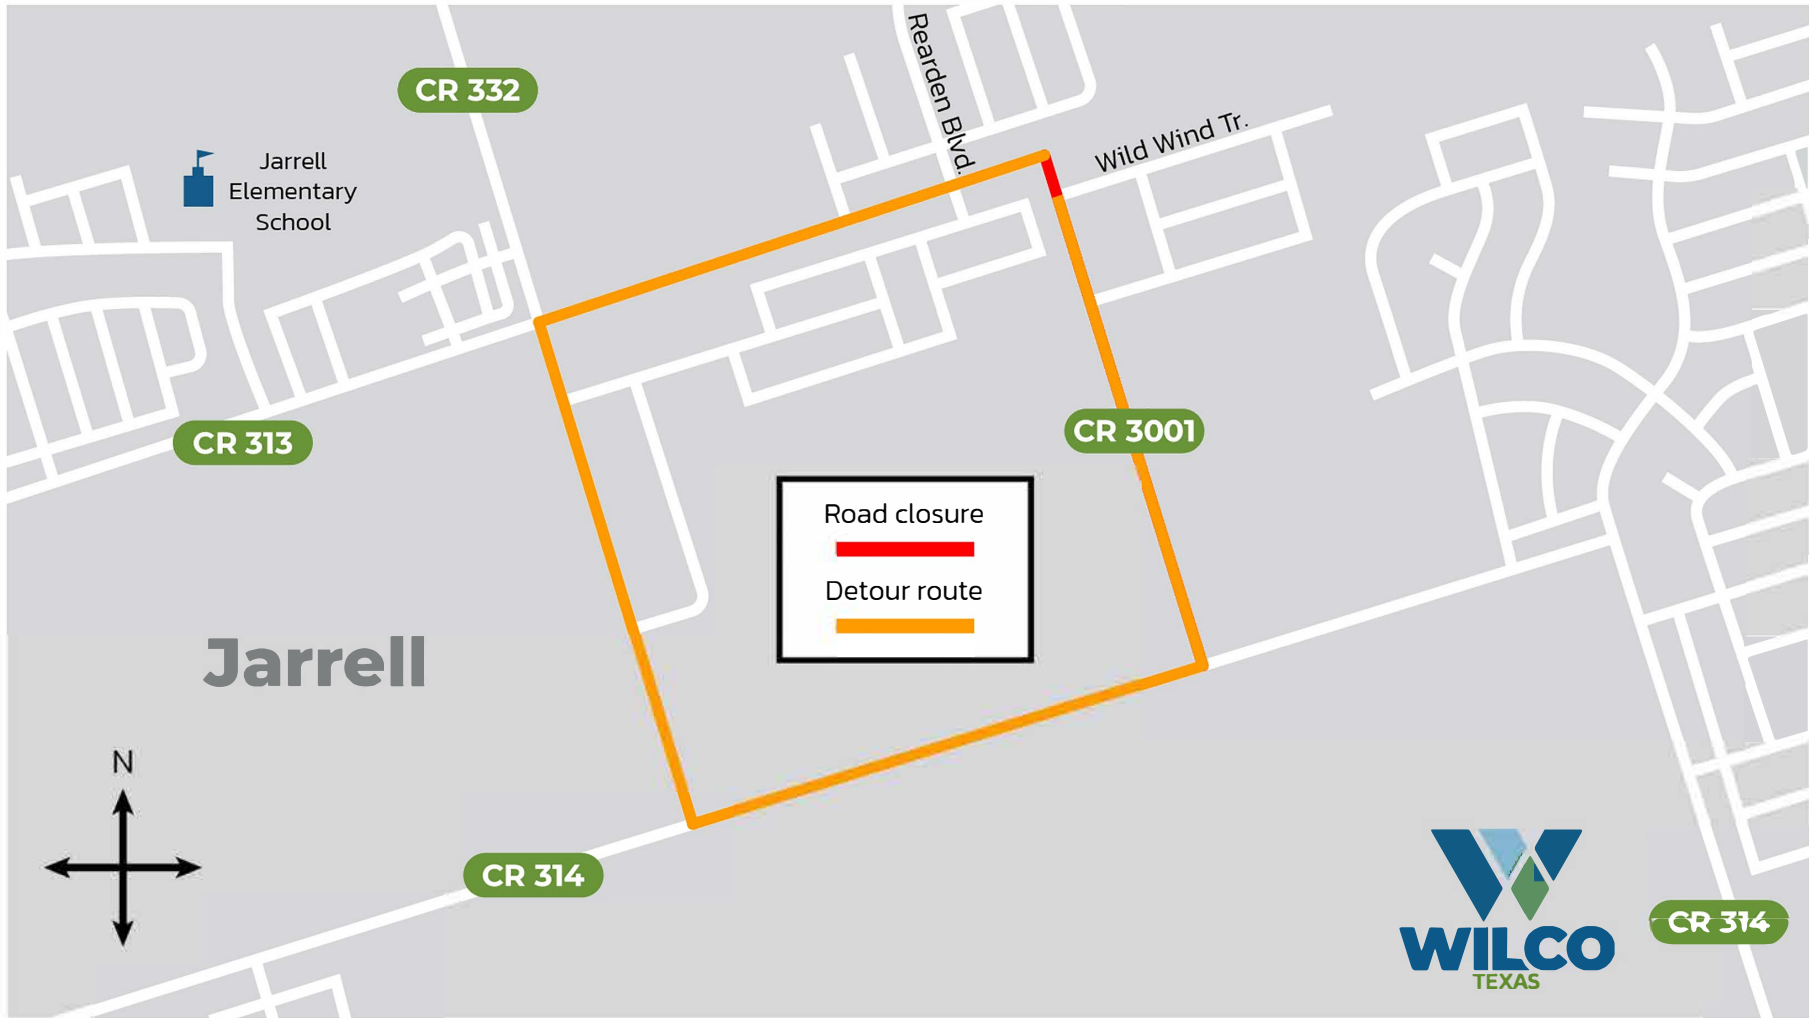 CR 332
Rearden Blvd.
Wild Wind Tr.
Jarrell
Elementary
School
CR 313
CR 3001
Road closure
Detour route
Jarrell
N
CR 314
CR 314
WILCO
TEXAS